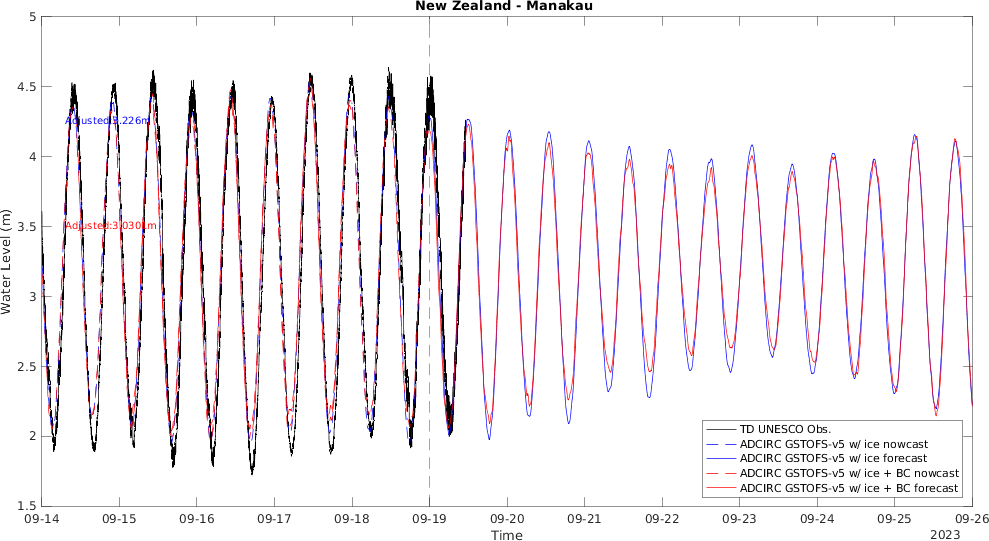 New Zealand - Manakau
5
4.5
4
3.5
3
2.5
2
1.5
Water Level (m)
Adjusted:3.226m
Adjusted:3.0301m
TD UNESCO Obs.
ADCIRC GSTOFS-v5 w/ ice nowcast
ADCIRC GSTOFS-v5 w/ ice forecast
ADCIRC GSTOFS-v5 w/ ice + BC nowcast
ADCIRC GSTOFS-v5 w/ ice + BC forecast
09-14 09-15 09-16 09-17 09-18 09-19 09-20 09-21 09-22 09-23 09-24 09-25 09-26
Time
2023